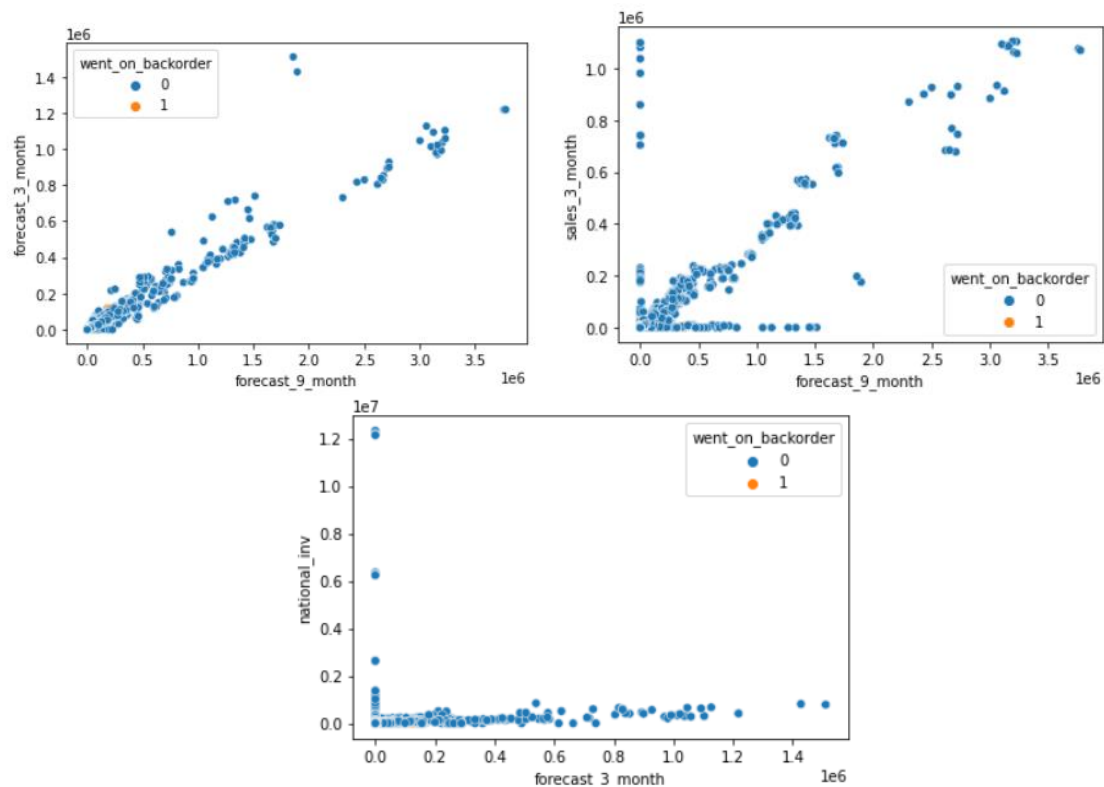 1e6
went_on_backorder
0
1
forecast_3_month
1.4
1.2
1.0
0.8
0.6
0.4
0.2
0.0
0.0 0.5 1.0 1.5 2.0 2.5 3.0 3.5
forecast_9_month
1e6
1e6
sales_3_month
1.0
0.8
0.6
0.4
0.2
0.0
went_on_backorder
0
1
0.0 0.5 1.0 1.5 2.0 2.5 3.0 3.5
forecast_9_month
1e6
1e7
went_on_backorder
0
1
national_inv
1.2
1.0
0.8
0.6
0.4
0.2
0.0
0.0 0.2 0.4 0.6 0.8 1.0 1.2 1.4
forecast_3_month
1e6